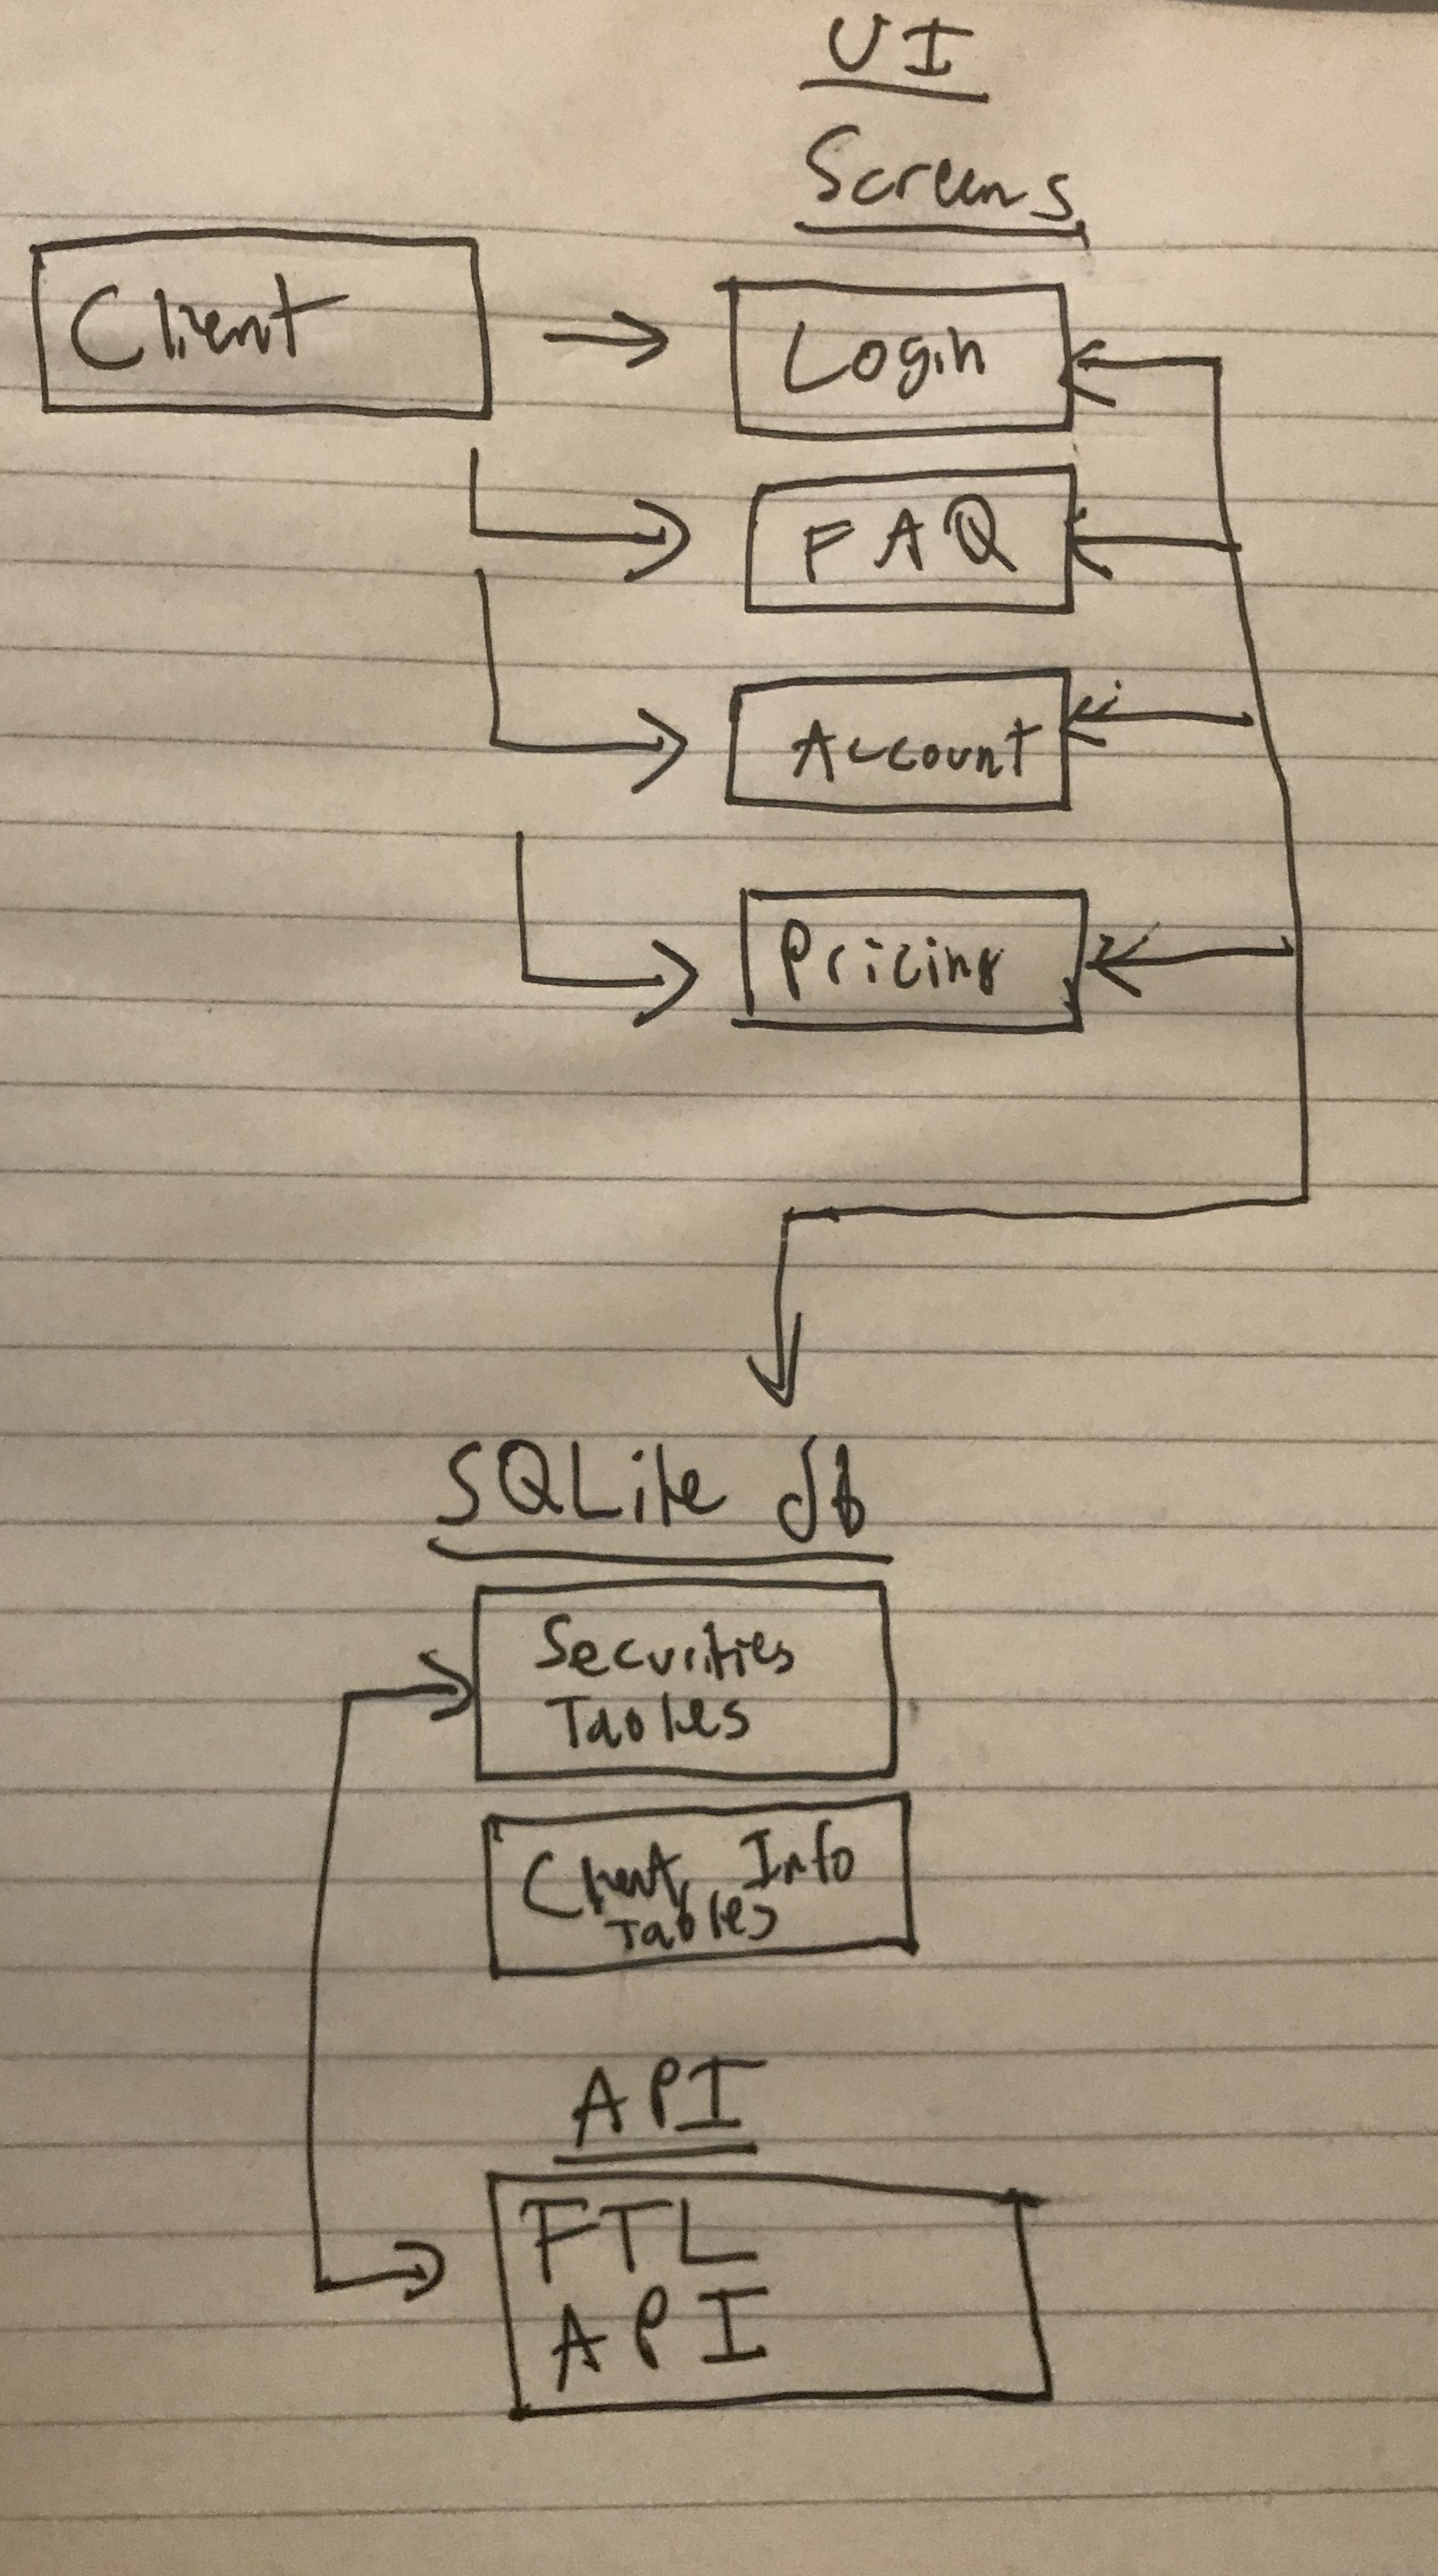 UI
Screens
Client
Login
FAQ
Account
Pricing
SQLite db
Securities
Tables
Client Info
Tables
API
FTL
API